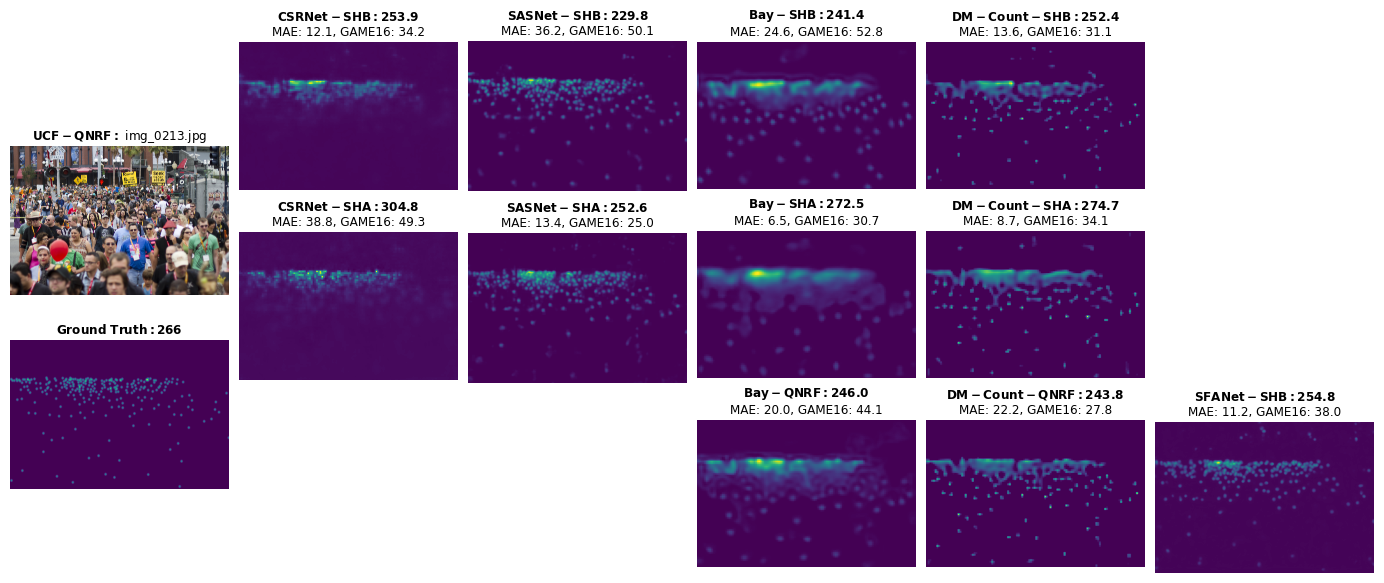 CSRNet − SHB : 253.9
MAE: 12.1, GAME16: 34.2
SASNet − SHB : 229.8
MAE: 36.2, GAME16: 50.1
Bay − SHB : 241.4
MAE: 24.6, GAME16: 52.8
DM − Count − SHB : 252.4
MAE: 13.6, GAME16: 31.1
UCF − QNRF : img_0213.jpg
CSRNet − SHA : 304.8
MAE: 38.8, GAME16: 49.3
SASNet − SHA : 252.6
MAE: 13.4, GAME16: 25.0
Bay − SHA : 272.5
MAE: 6.5, GAME16: 30.7
DM − Count − SHA : 274.7
MAE: 8.7, GAME16: 34.1
Ground Truth : 266
Bay − QNRF : 246.0
MAE: 20.0, GAME16: 44.1
DM − Count − QNRF : 243.8
MAE: 22.2, GAME16: 27.8
SFANet − SHB : 254.8
MAE: 11.2, GAME16: 38.0